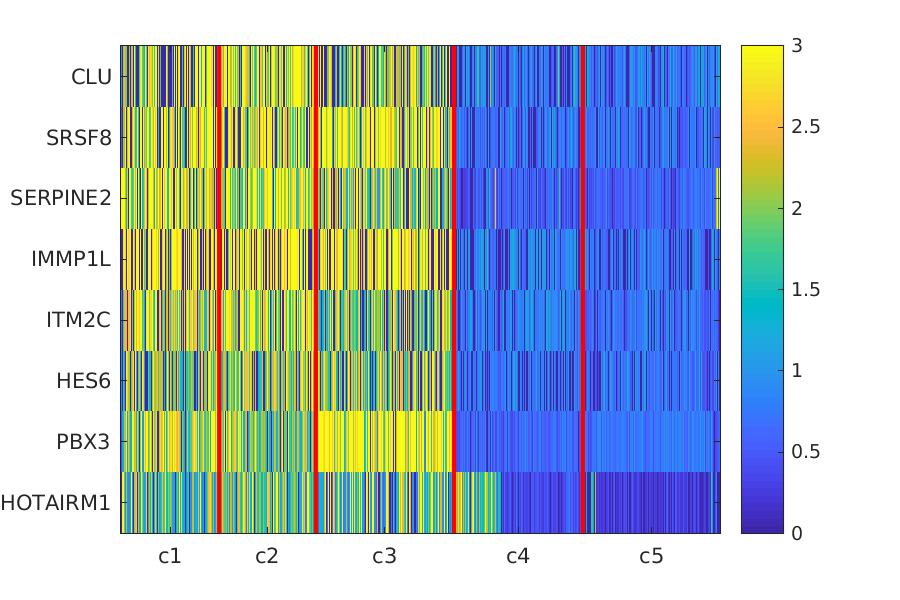 CLU
SRSF8
SERPINE2
IMMP1L
ITM2C
HES6
PBX3
HOTAIRM1
c1 c2 c3 c4 c5
3
2.5
2
1.5
1
0.5
0